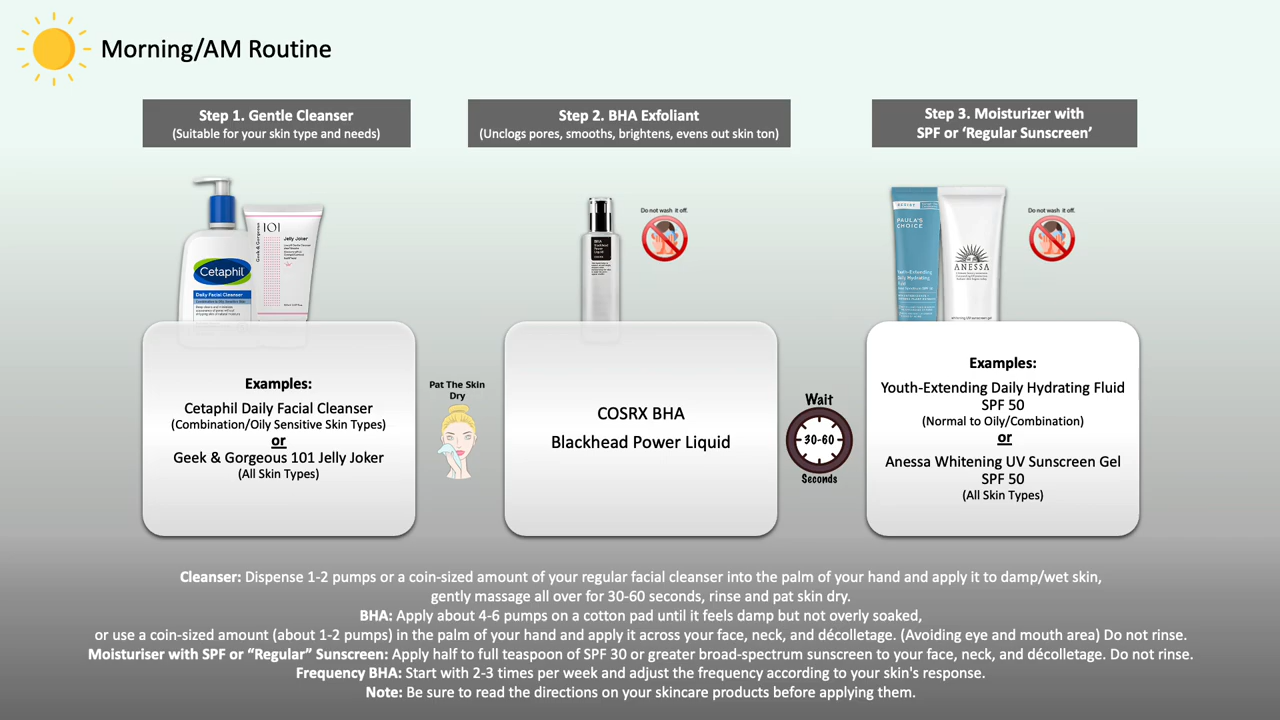 Morning/AM Routine
Step 1. Gentle Cleanser
(Suitable for your skin type and needs)
Step 2. BHA Exfoliant
(Unclogs pores, smooths, brightens, evens out skin ton)
Step 3. Moisturizer with
SPF or ‘Regular Sunscreen’
Cetaphil
Daily Facial Cleanser
Geek & Gorgeous
101
Jelly Joker
BHA
Blackhead
Power
Liquid
Do not wash it off.
PAULA'S
CHOICE
Youth-Extending
Daily Hydrating
Fluid
ANESSA
Do not wash it off.
Examples:
Cetaphil Daily Facial Cleanser
(Combination/Oily Sensitive Skin Types)
or
Geek & Gorgeous 101 Jelly Joker
(All Skin Types)
Pat The Skin
Dry
COSRX BHA
Blackhead Power Liquid
Wait
30-60
Seconds
Examples:
Youth-Extending Daily Hydrating Fluid
SPF 50
(Normal to Oily/Combination)
or
Anessa Whitening UV Sunscreen Gel
SPF 50
(All Skin Types)
Cleanser: Dispense 1-2 pumps or a coin-sized amount of your regular facial cleanser into the palm of your hand and apply it to damp/wet skin,
gently massage all over for 30-60 seconds, rinse and pat skin dry.
BHA: Apply about 4-6 pumps on a cotton pad until it feels damp but not overly soaked,
or use a coin-sized amount (about 1-2 pumps) in the palm of your hand and apply it across your face, neck, and décolletage. (Avoiding eye and mouth area) Do not rinse.
Moisturiser with SPF or “Regular” Sunscreen: Apply half to full teaspoon of SPF 30 or greater broad-spectrum sunscreen to your face, neck, and décolletage. Do not rinse.
Frequency BHA: Start with 2-3 times per week and adjust the frequency according to your skin's response.
Note: Be sure to read the directions on your skincare products before applying them.